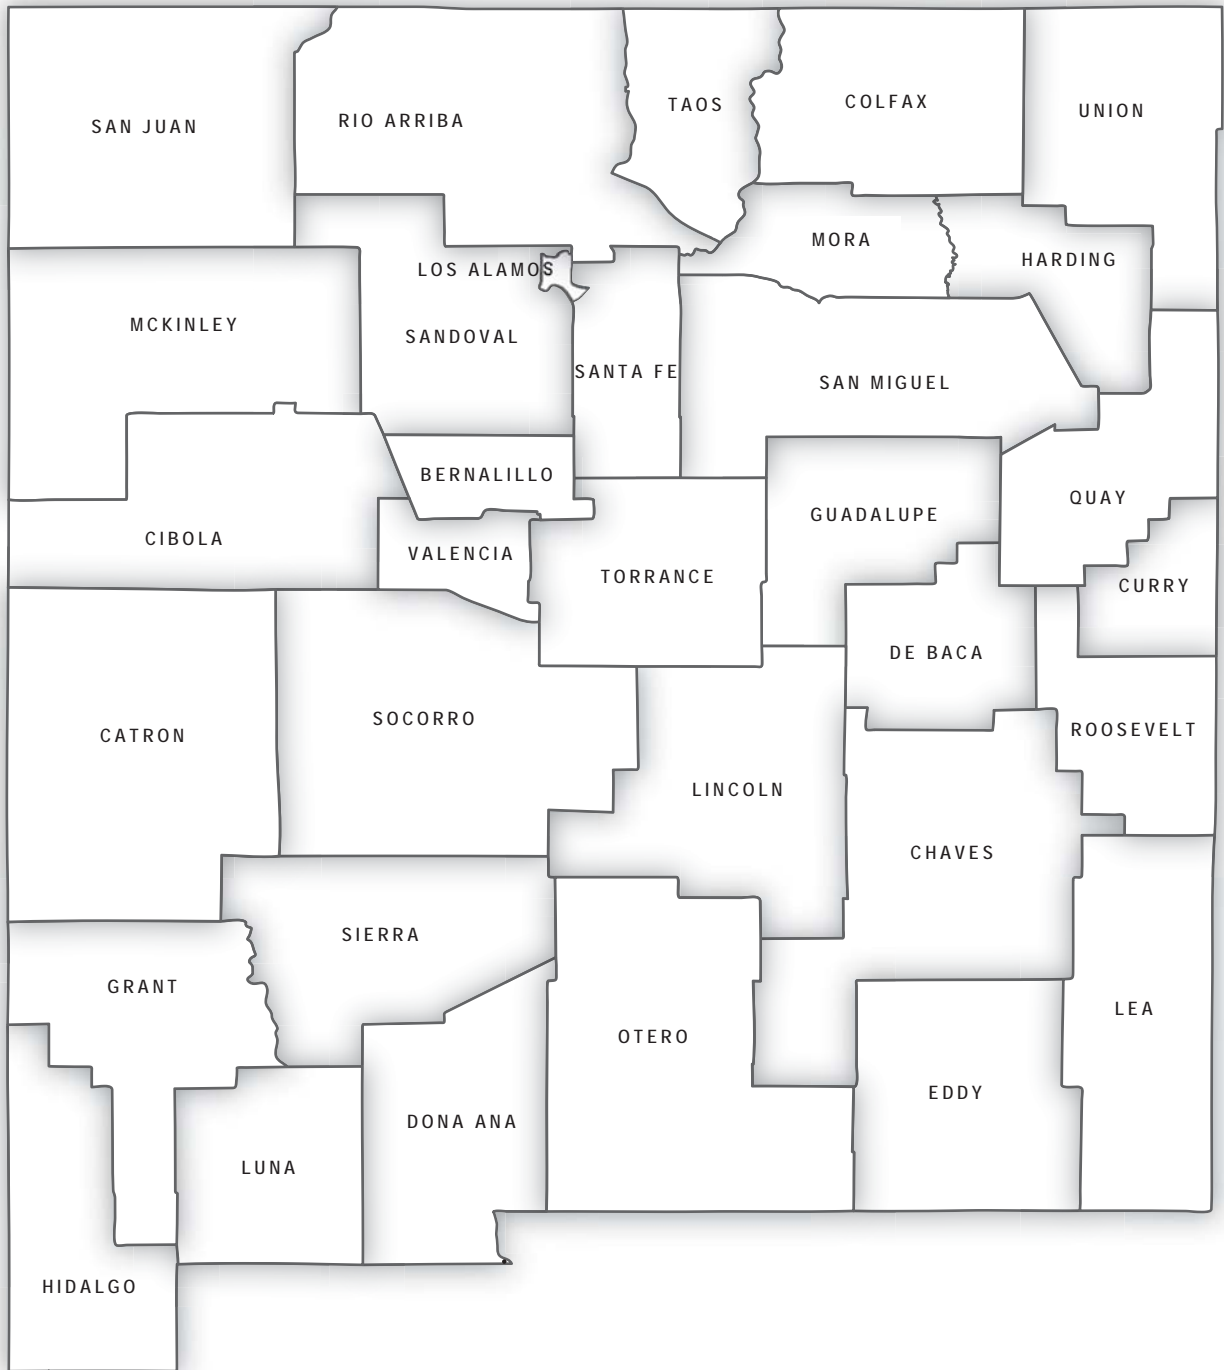 SAN JUAN
RIO ARRIBA
TAOS
COLFAX
UNION
MORA
HARDING
LOS ALAMOS
MCKINLEY
SANDOVAL
SANTA FE
SAN MIGUEL
BERNALILLO
QUAY
GUADALUPE
CIBOLA
VALENCIA
TORRANCE
CURRY
DE BACA
SOCORRO
CATRON
ROOSEVELT
LINCOLN
CHAVES
SIERRA
GRANT
LEA
OTERO
EDDY
DONA ANA
LUNA
HIDALGO